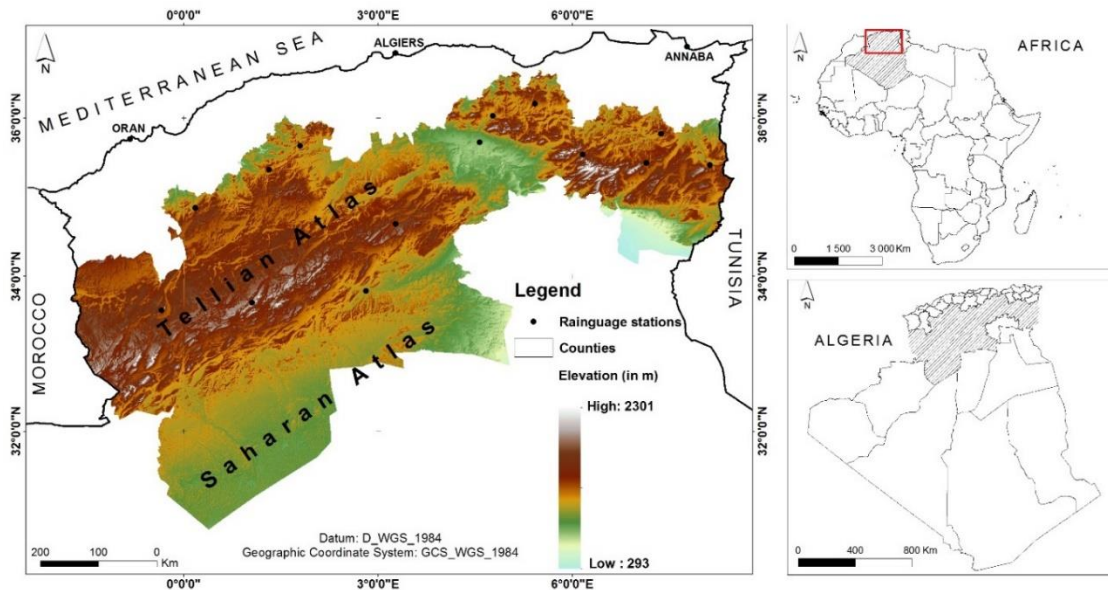 0°0'0" 3°0'0"E 6°0'0"E
N
MEDITERRANEAN SEA
ALGIERS
ANNABA
ORAN
36°0'0"N
36°0'0"N
34°0'0"N
34°0'0"N
32°0'0"N
32°0'0"N
MOROCCO
TUNISIA
Tellian Atlas
Saharan Atlas
Legend
Rainguage stations
Counties
Elevation (in m)
High: 2301
Low : 293
Datum: D_WGS_1984
Geographic Coordinate System: GCS_WGS_1984
200 100 0
Km
0°0'0" 3°0'0"E 6°0'0"E
N
AFRICA
0 1 500 3 000 Km
N
ALGERIA
0 400 800 Km